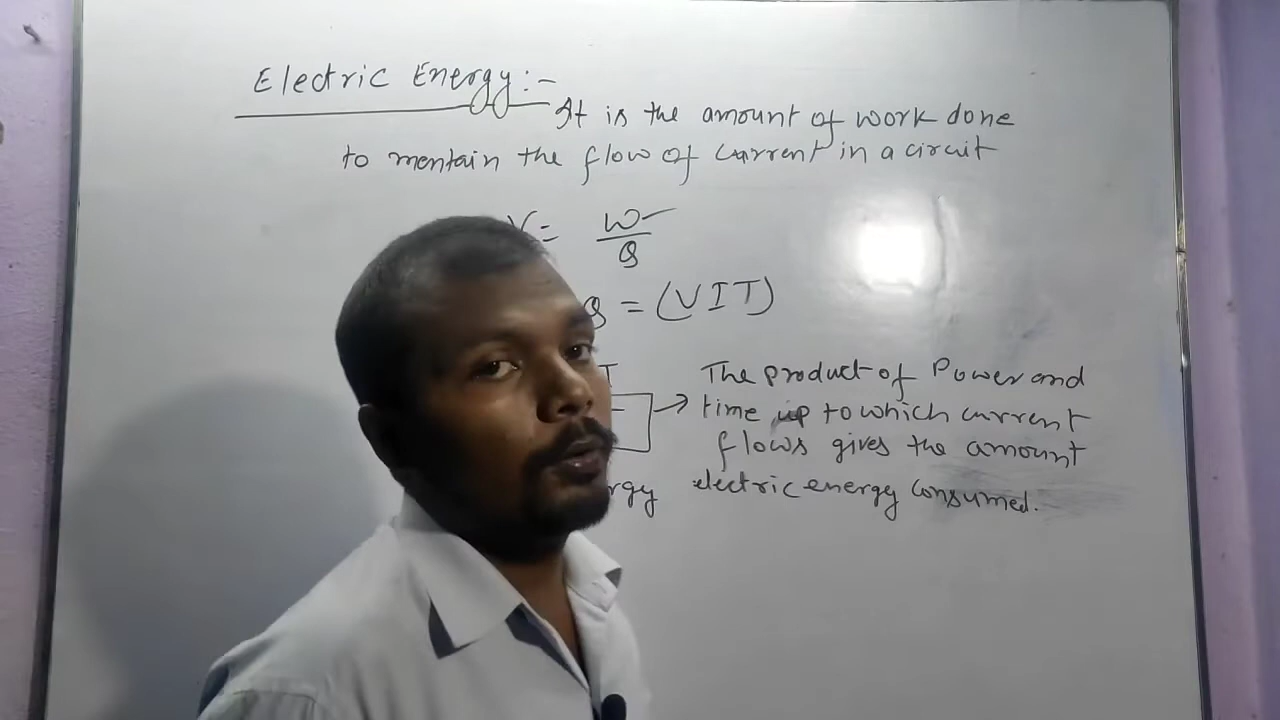 Electric Energy:-
It is the amount of work done
to mentain the flow of current in a circuit
V = W
Q
Q = (VIT)
T
The product of Power and
time up to which current
flows gives the amount
rgy electric energy consumed.